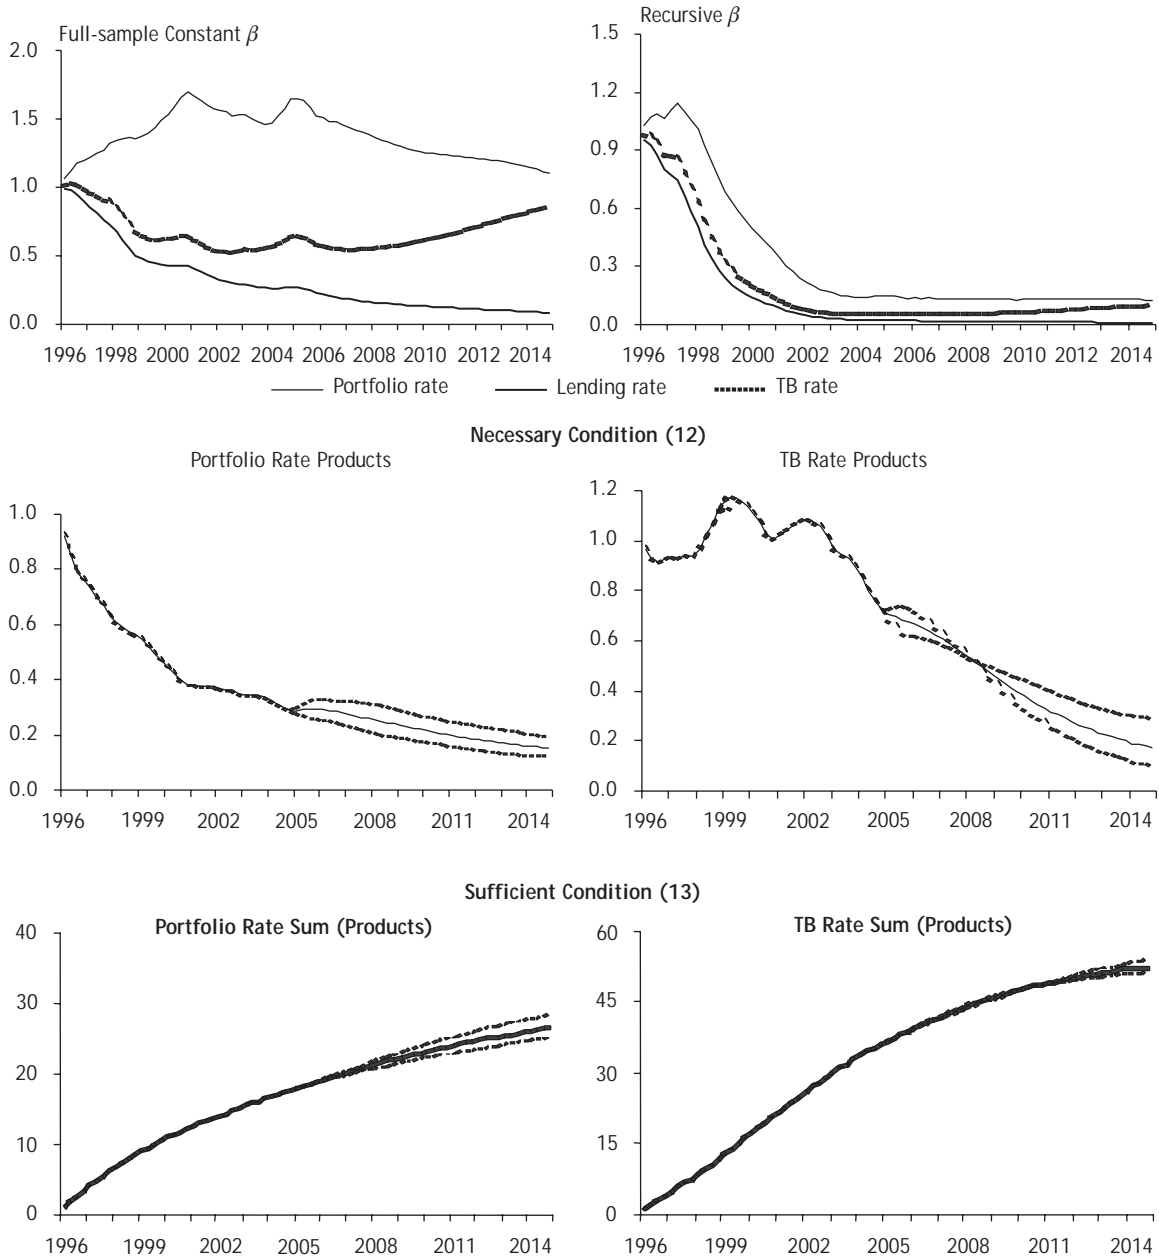 Full-sample Constant β
2.0
1.5
1.0
0.5
0.0
1996 1998 2000 2002 2004 2006 2008 2010 2012 2014
Recursive β
1.5
1.2
0.9
0.6
0.3
0.0
1996 1998 2000 2002 2004 2006 2008 2010 2012 2014
Portfolio rate Lending rate TB rate
Necessary Condition (12)
Portfolio Rate Products
1.0
0.8
0.6
0.4
0.2
0.0
1996 1999 2002 2005 2008 2011 2014
TB Rate Products
1.2
1.0
0.8
0.6
0.4
0.2
0.0
1996 1999 2002 2005 2008 2011 2014
Sufficient Condition (13)
Portfolio Rate Sum (Products)
40
30
20
10
0
1996 1999 2002 2005 2008 2011 2014
TB Rate Sum (Products)
60
45
30
15
0
1996 1999 2002 2005 2008 2011 2014